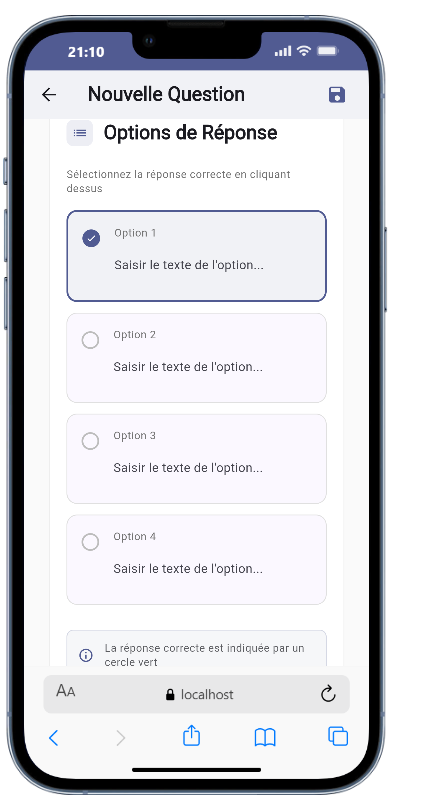 21:10
Nouvelle Question
Options de Réponse
Sélectionnez la réponse correcte en cliquant
dessus
Option 1
Saisir le texte de l'option...
Option 2
Saisir le texte de l'option...
Option 3
Saisir le texte de l'option...
Option 4
Saisir le texte de l'option...
La réponse correcte est indiquée par un
cercle vert
AA
localhost